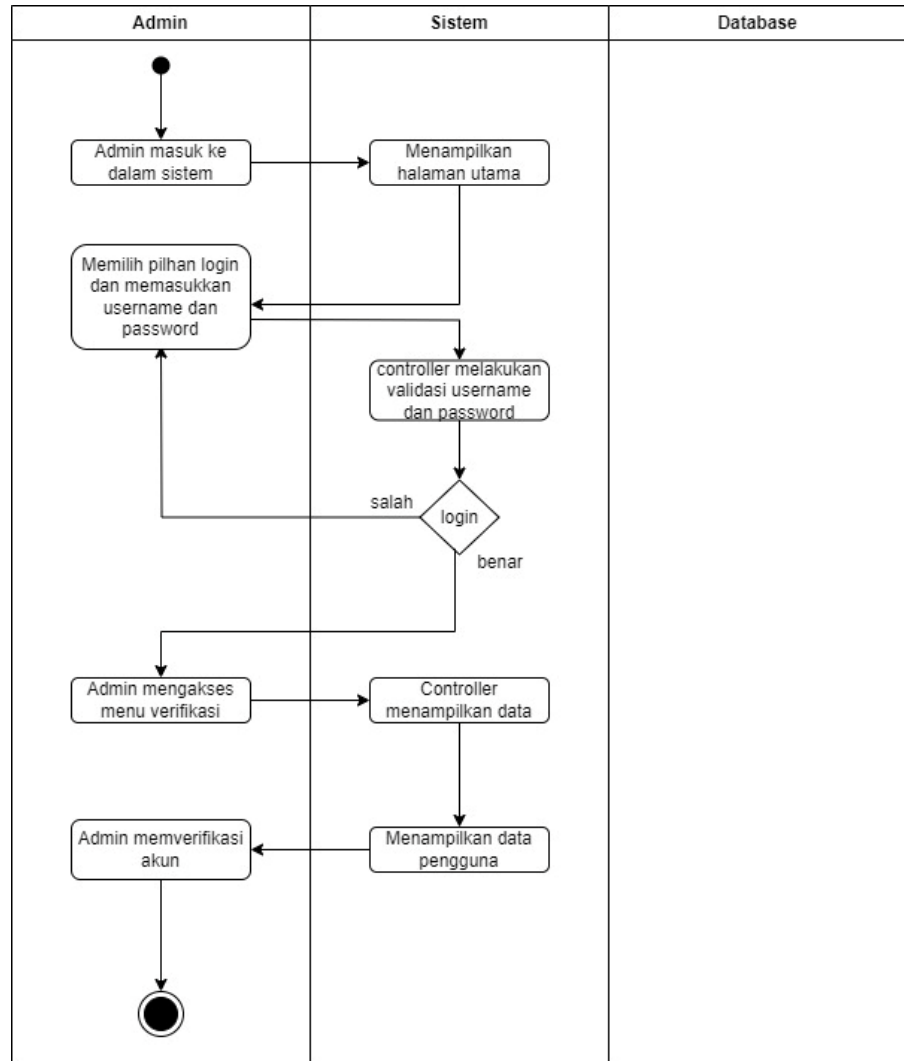 Admin
Sistem
Database
Admin masuk ke
dalam sistem
Menampilkan
halaman utama
Memilih pilhan login
dan memasukkan
username dan
password
controller melakukan
validasi username
dan password
salah
login
benar
Admin mengakses
menu verifikasi
Controller
menampilkan data
Admin memverifikasi
akun
Menampilkan data
pengguna